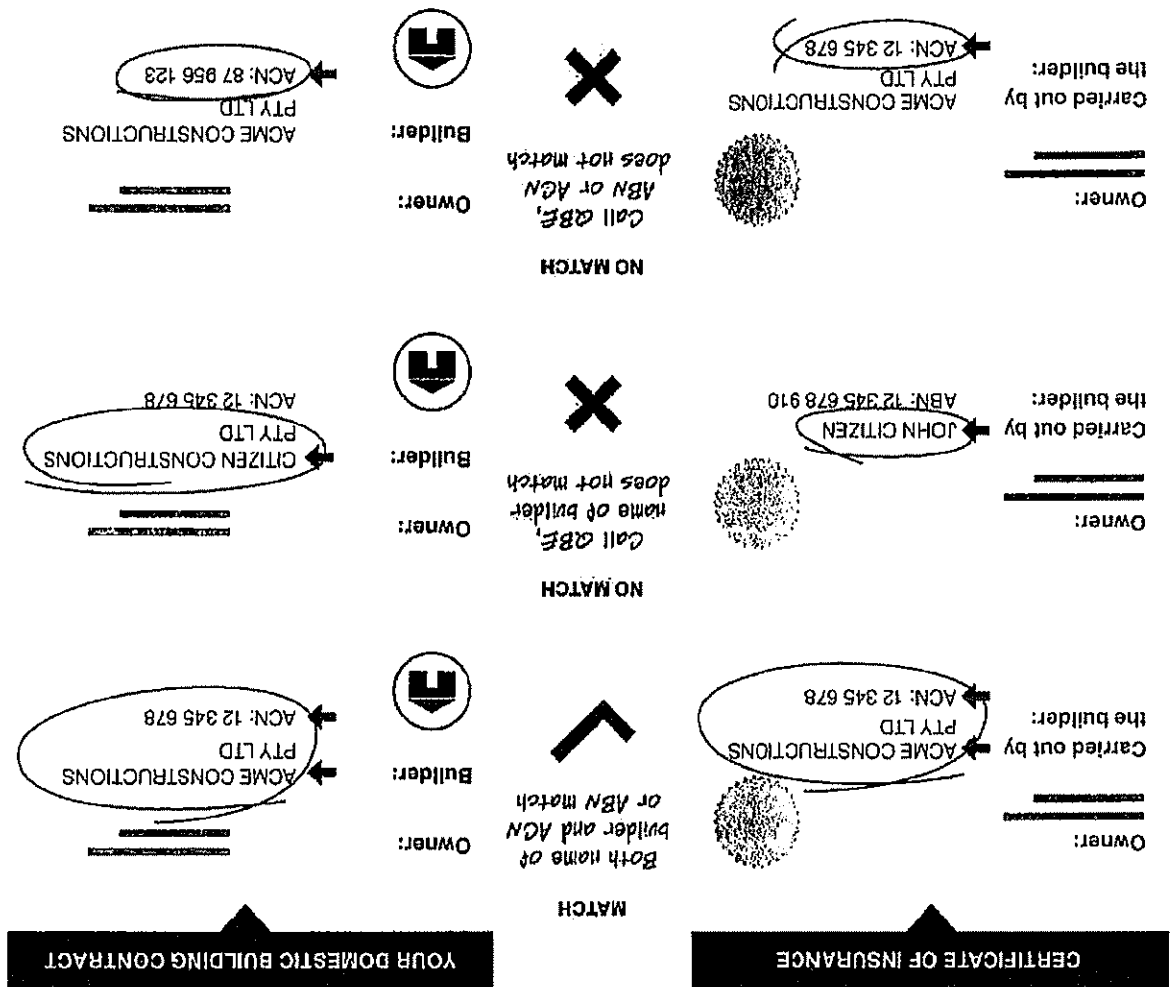 CERTIFICATE OF INSURANCE
YOUR DOMESTIC BUILDING CONTRACT
Owner:
Carried out by
the builder:
ACME CONSTRUCTIONS
PTY LTD
ACN: 12 345 678
MATCH
Both name of
builder and ACN
or ABN match
Owner:
Builder:
ACME CONSTRUCTIONS
PTY LTD
ACN: 12 345 678
Owner:
Carried out by
the builder:
JOHN CITIZEN
ABN: 12 345 678 910
NO MATCH
Call QBE,
name of builder
does not match
Owner:
Builder:
CITIZEN CONSTRUCTIONS
PTY LTD
ACN: 12 345 678
Owner:
Carried out by
the builder:
ACME CONSTRUCTIONS
PTY LTD
ACN: 12 345 678
NO MATCH
Call QBE,
ABN or ACN
does not match
Owner:
Builder:
ACME CONSTRUCTIONS
PTY LTD
ACN: 87 956 123